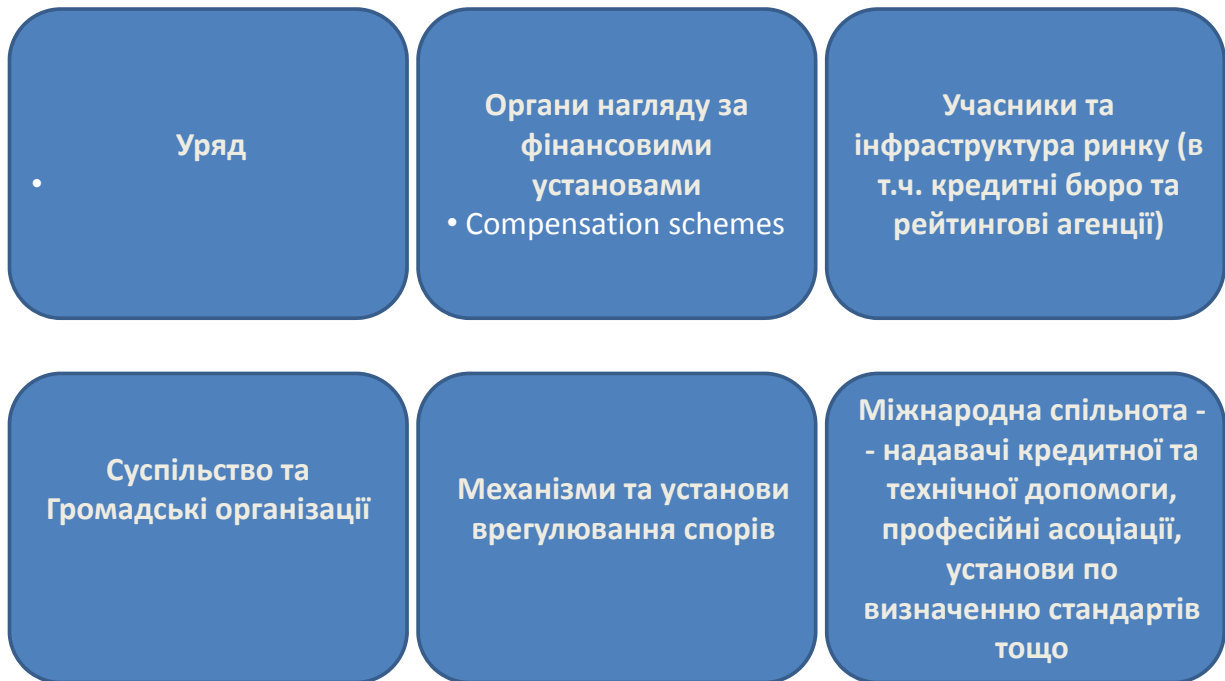 Уряд
•
Органи нагляду за
фінансовими
установами
• Compensation schemes
Учасники та
інфраструктура ринку (в
т.ч. кредитні бюро та
рейтингові агенції)
Суспільство та
Громадські організації
Механізми та установи
врегулювання спорів
Міжнародна спільнота -
- надавачі кредитної та
технічної допомоги,
професійні асоціації,
установи по
визначенню стандартів
тощо